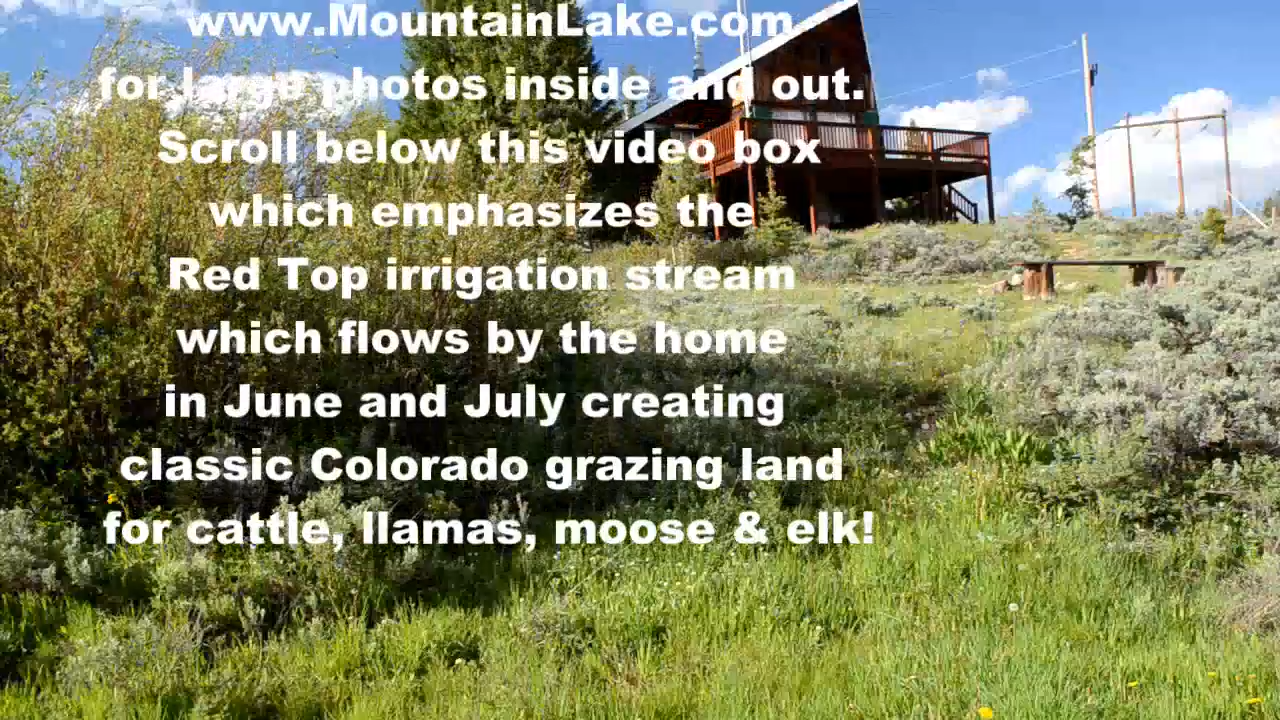 www.MountainLake.com
for large photos inside and out.
Scroll below this video box
which emphasizes the
Red Top irrigation stream
which flows by the home
in June and July creating
classic Colorado grazing land
for cattle, llamas, moose & elk!